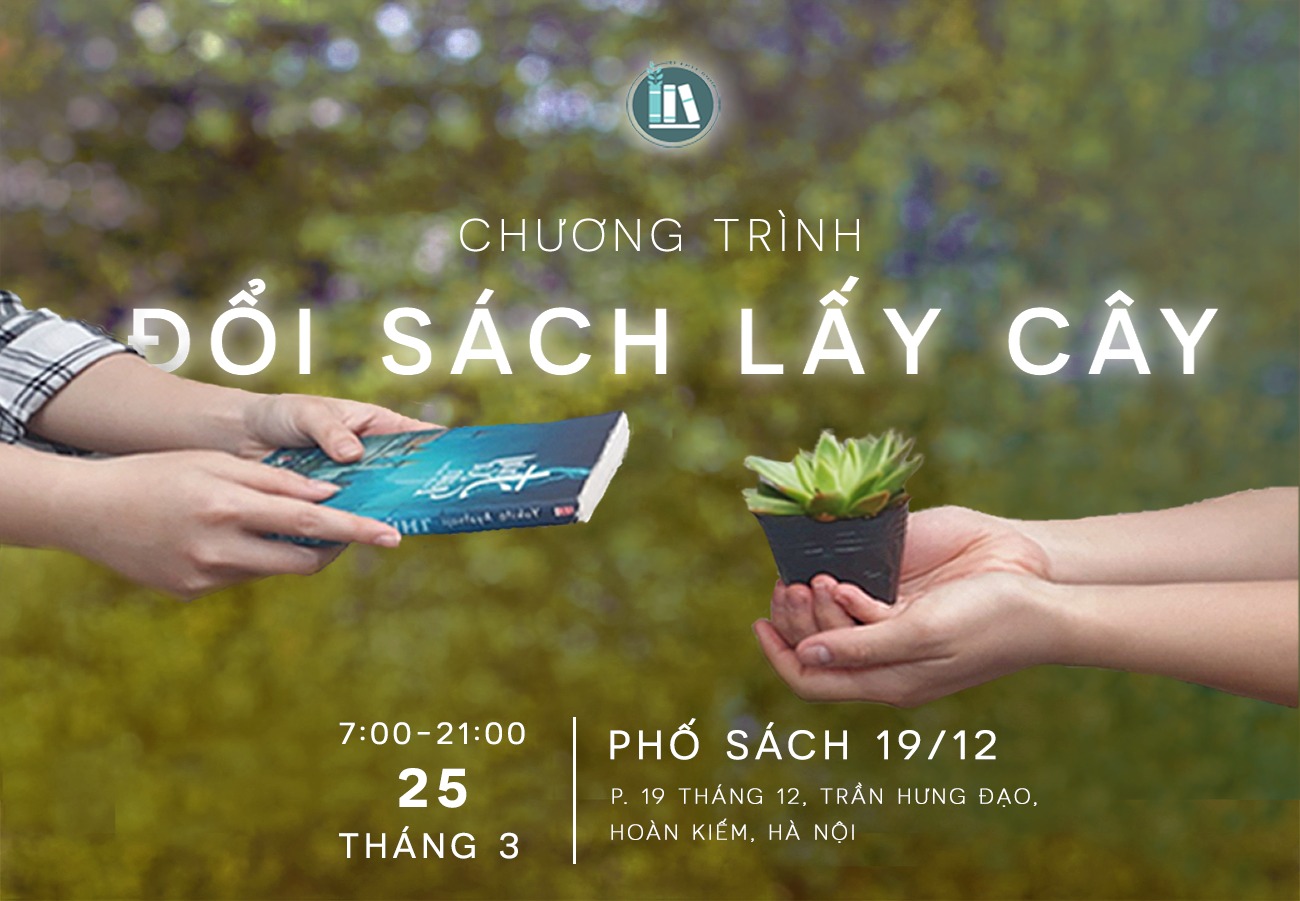 CHƯƠNG TRÌNH
ĐỔI SÁCH LẤY CÂY
7:00-21:00
25
THÁNG 3
PHỐ SÁCH 19/12
P. 19 THÁNG 12, TRẦN HƯNG ĐẠO,
HOÀN KIẾM, HÀ NỘI